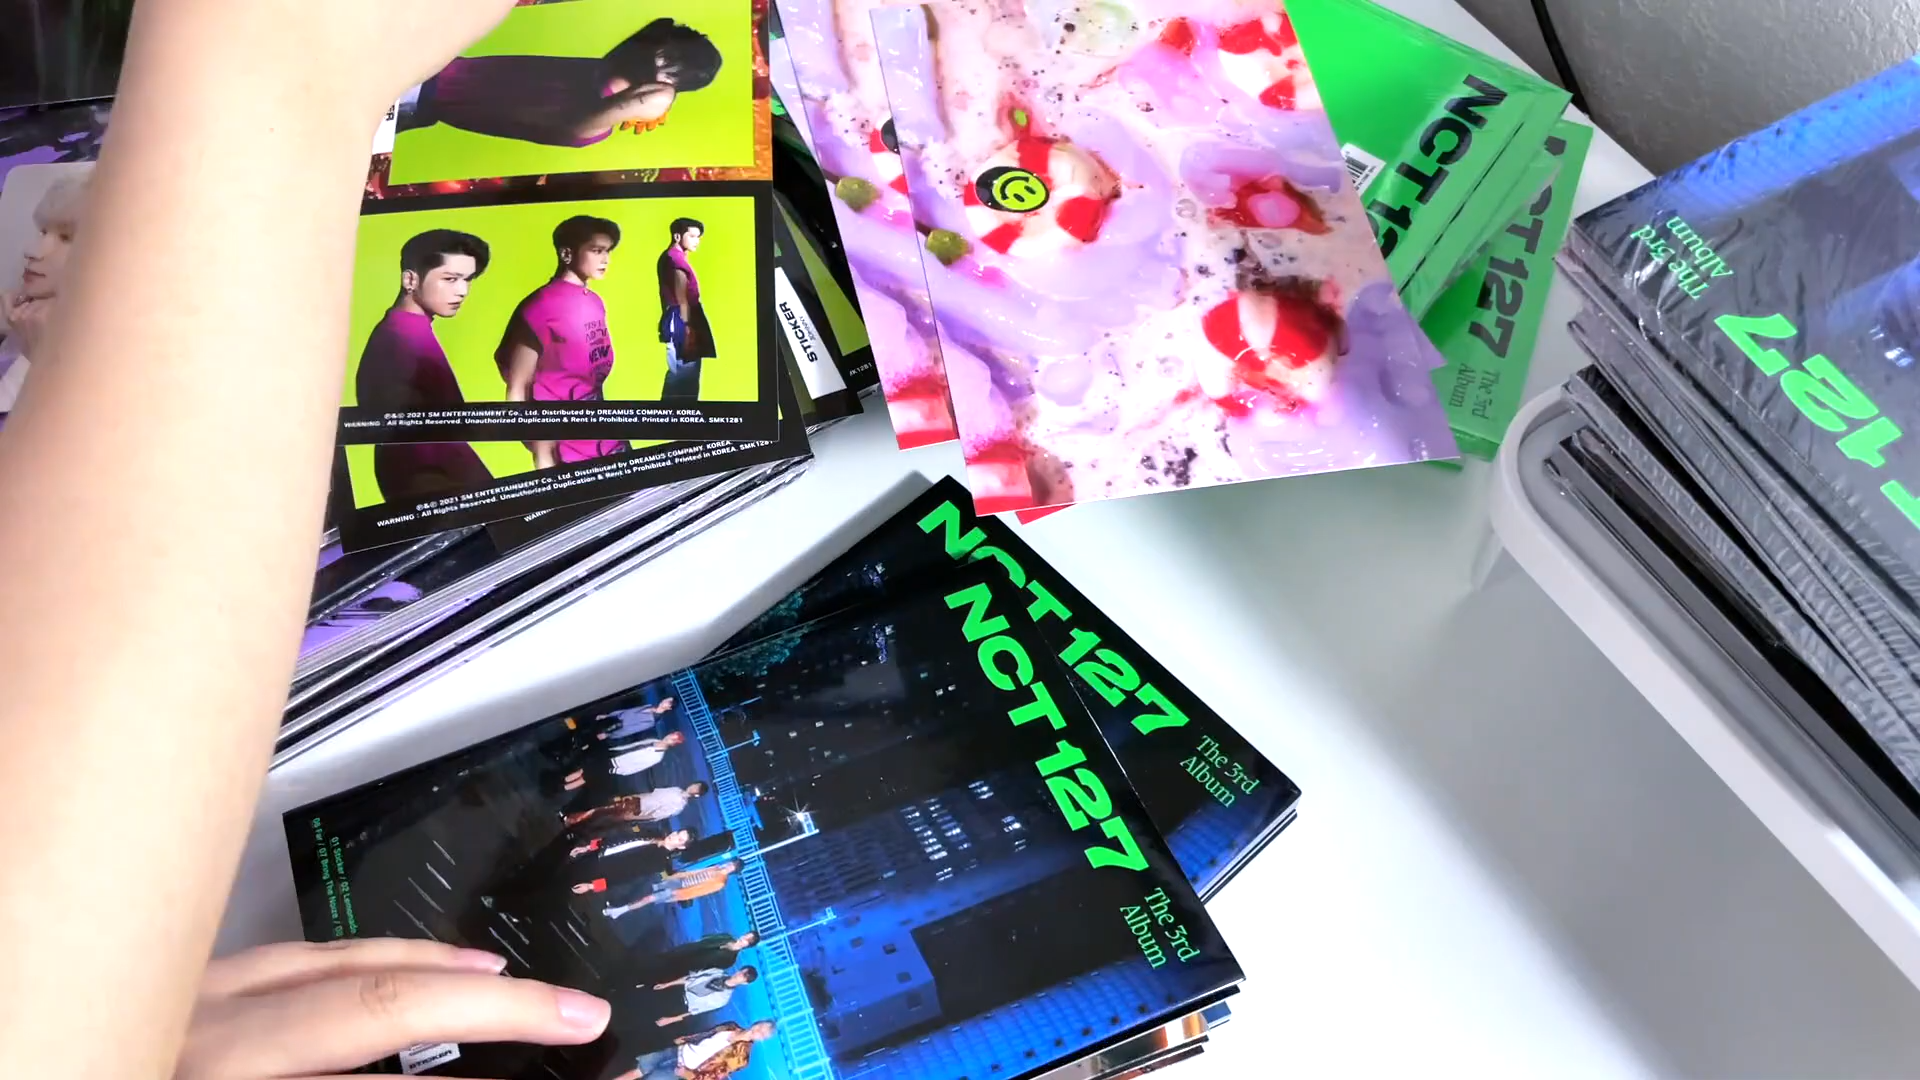 ℗&© 2021 SM ENTERTAINMENT Co., Ltd. Distributed by DREAMUS COMPANY. KOREA.
WARNING : All Rights Reserved. Unauthorized Duplication & Rent is Prohibited. Printed in KOREA. SMK1281
℗&© 2021 SM ENTERTAINMENT Co., Ltd. Distributed by DREAMUS COMPANY. KOREA.
WARNING : All Rights Reserved. Unauthorized Duplication & Rent is Prohibited. Printed in KOREA. SMK1281
STICKER
NCT 12
NCT 127
The 3rd
Album
The 3rd
Album
127
NCT 127
The 3rd
Album
NCT 127
The 3rd
Album
01 Sticker / 02 Lemonade
06 Far / 07 Bring The Noize /